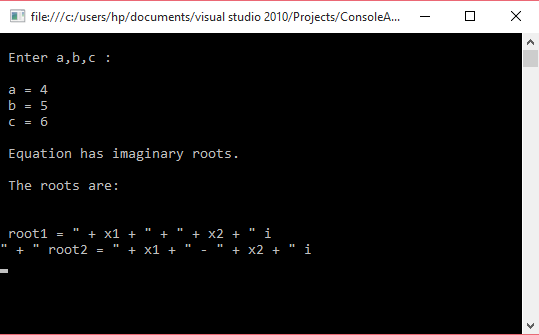 file:///c:/users/hp/documents/visual studio 2010/Projects/ConsoleA...
Enter a,b,c :
a = 4
b = 5
c = 6
Equation has imaginary roots.
The roots are:
root1 = " + x1 + " + " + x2 + " i
" + " root2 = " + x1 + " - " + x2 + " i